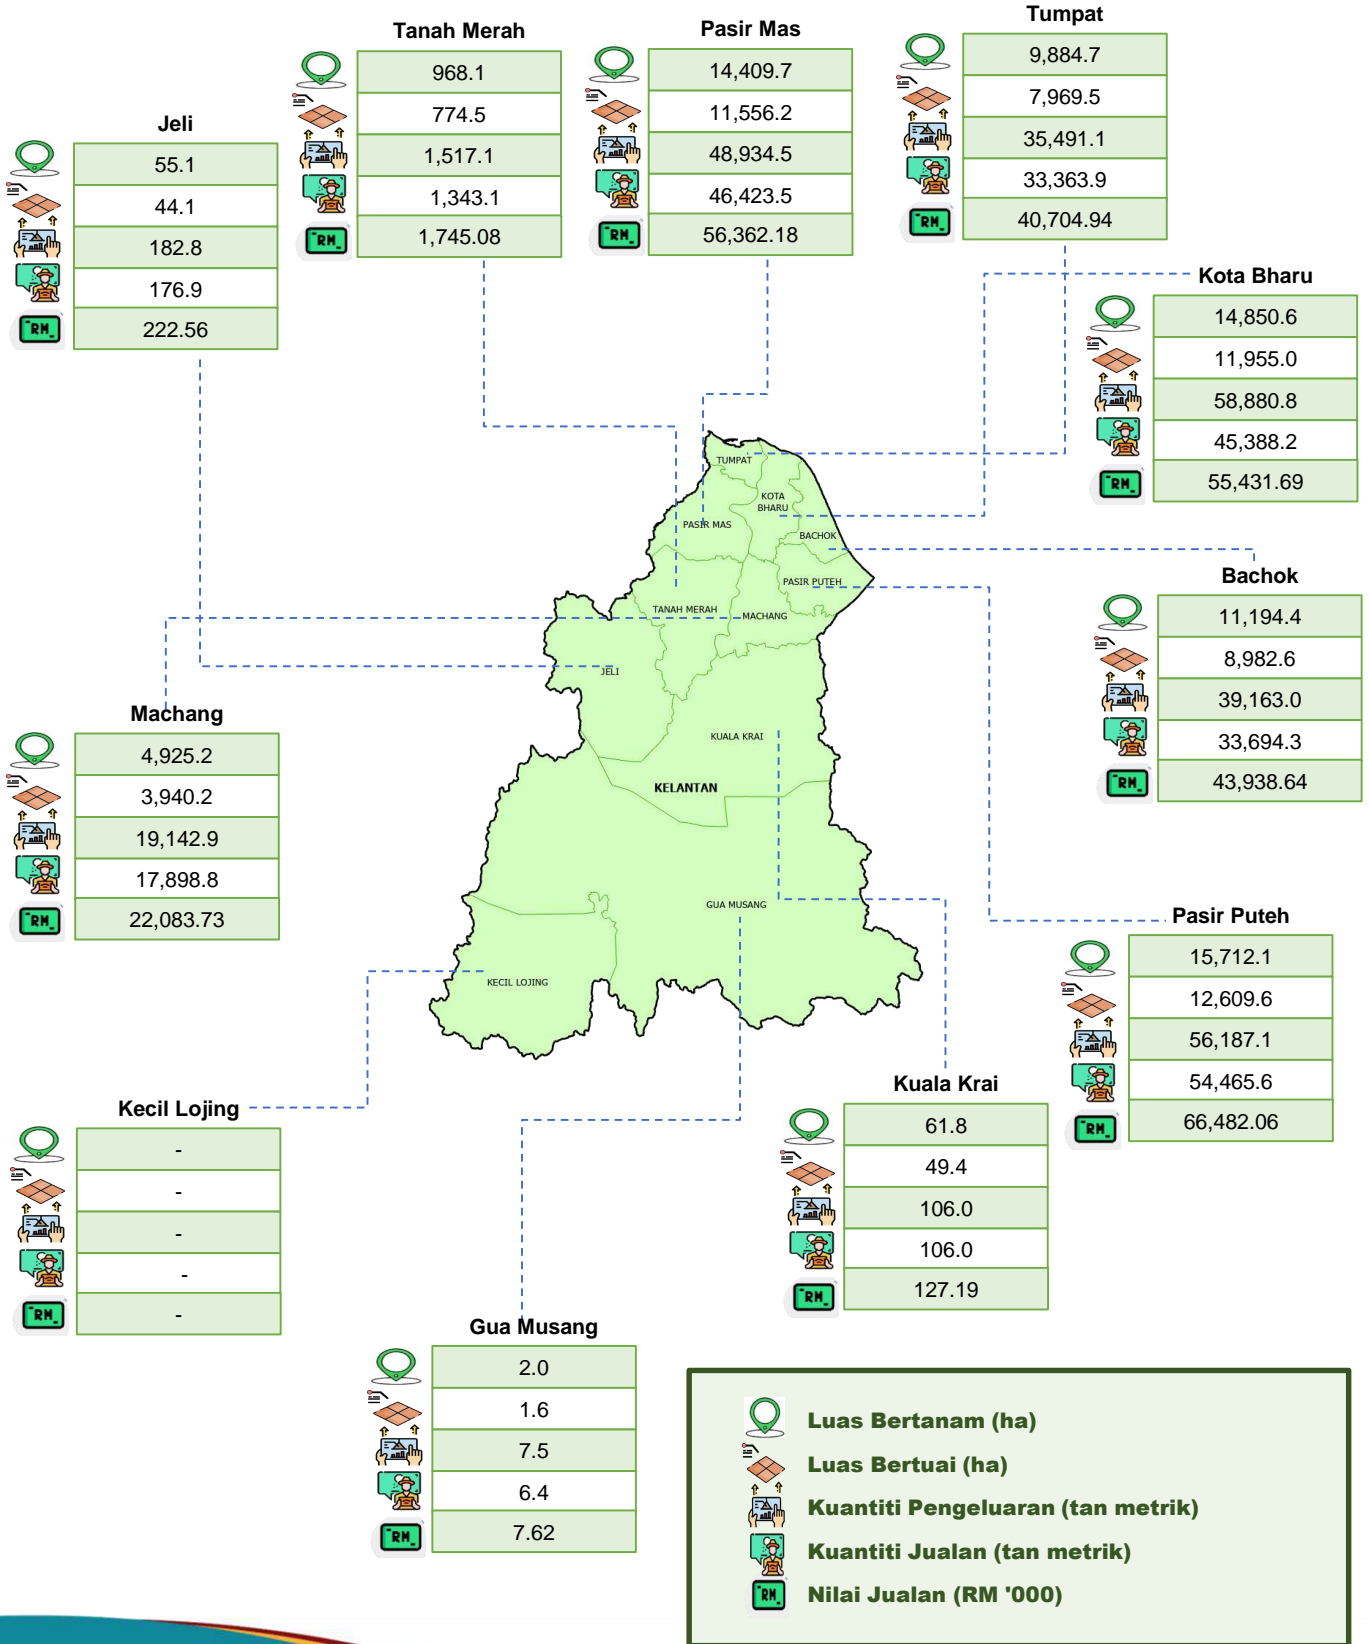 Tanah Merah
968.1
774.5
1,517.1
1,343.1
1,745.08
Pasir Mas
14,409.7
11,556.2
48,934.5
46,423.5
56,362.18
Tumpat
9,884.7
7,969.5
35,491.1
33,363.9
40,704.94
Jeli
55.1
44.1
182.8
176.9
222.56
Kota Bharu
14,850.6
11,955.0
58,880.8
45,388.2
55,431.69
TUMPAT
KOTA
BHARU
PASIR MAS
BACHOK
PASIR PUTEH
TANAH MERAH
MACHANG
JELI
KUALA KRAI
KELANTAN
GUA MUSANG
KECIL LOJING
Bachok
11,194.4
8,982.6
39,163.0
33,694.3
43,938.64
Machang
4,925.2
3,940.2
19,142.9
17,898.8
22,083.73
Pasir Puteh
15,712.1
12,609.6
56,187.1
54,465.6
66,482.06
Kecil Lojing
-
-
-
-
-
Kuala Krai
61.8
49.4
106.0
106.0
127.19
Gua Musang
2.0
1.6
7.5
6.4
7.62
Luas Bertanam (ha)
Luas Bertuai (ha)
Kuantiti Pengeluaran (tan metrik)
Kuantiti Jualan (tan metrik)
RM Nilai Jualan (RM '000)